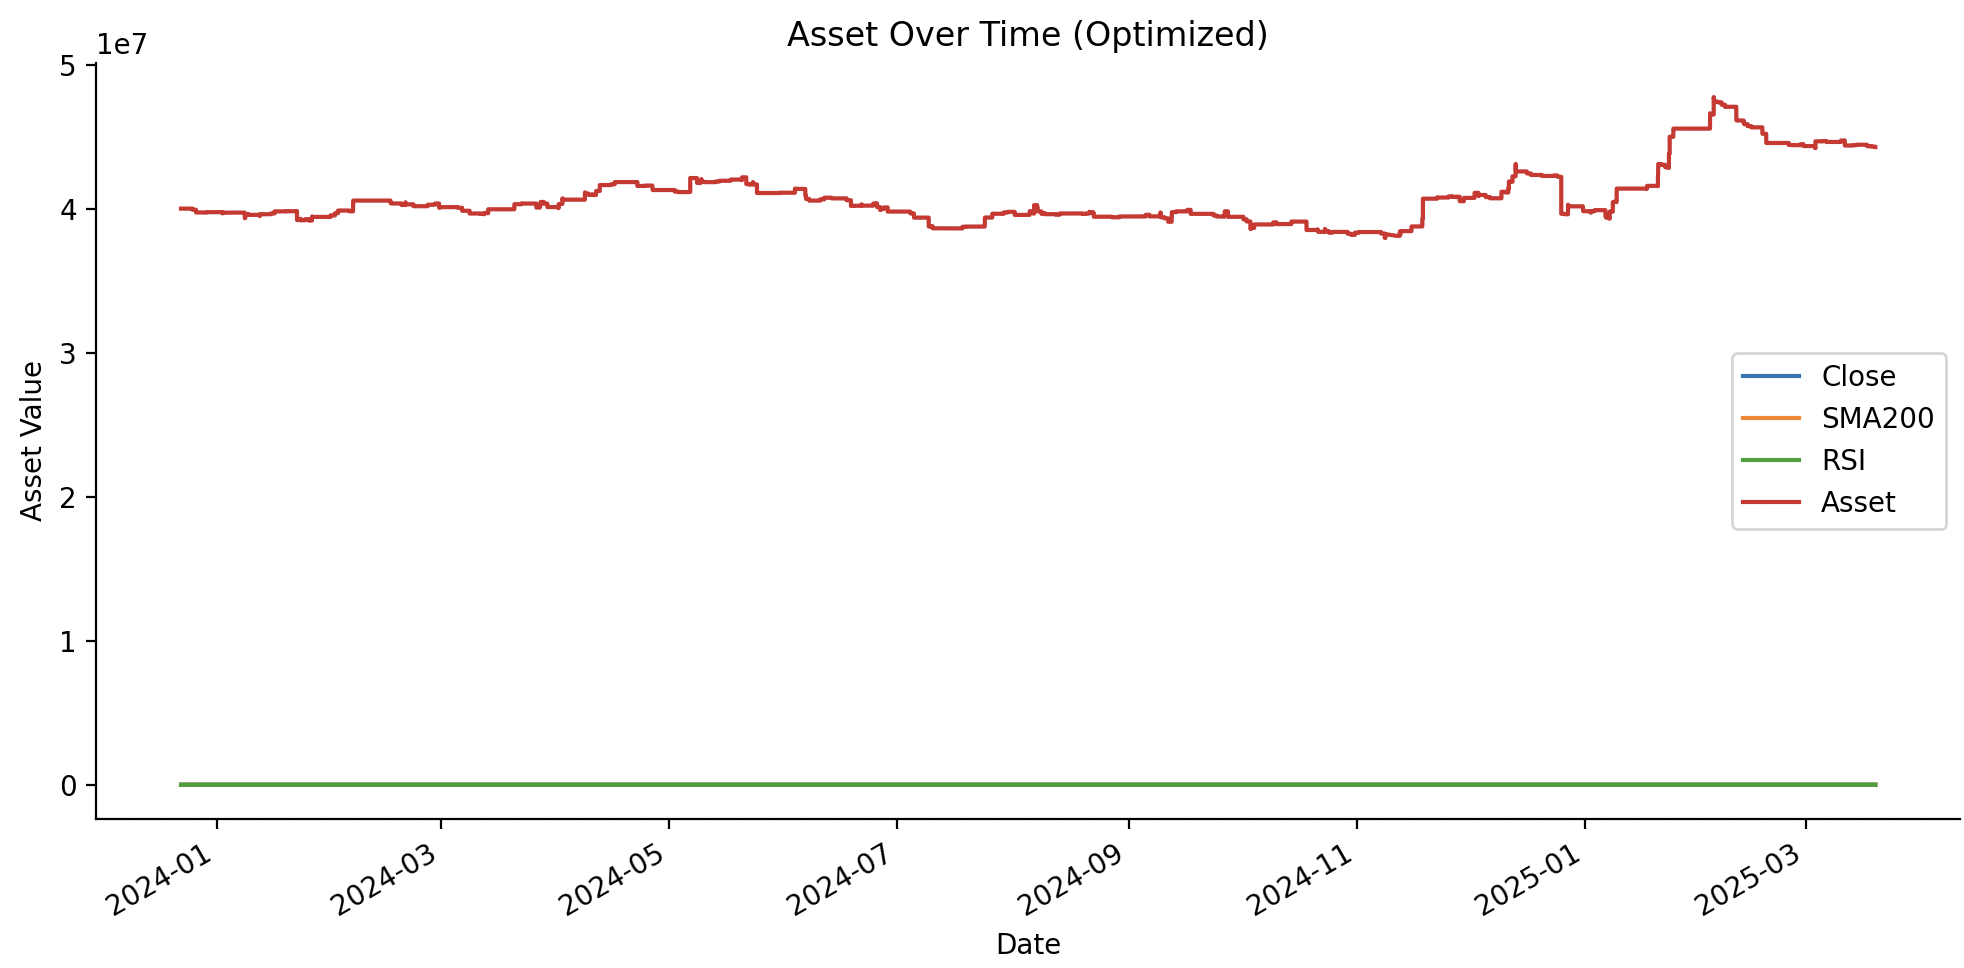 Asset Over Time (Optimized)
1e7
5
4
3
2
1
0
Asset Value
Close
SMA200
RSI
Asset
2024-01
2024-03
2024-05
2024-07
2024-09
2024-11
2025-01
2025-03
Date